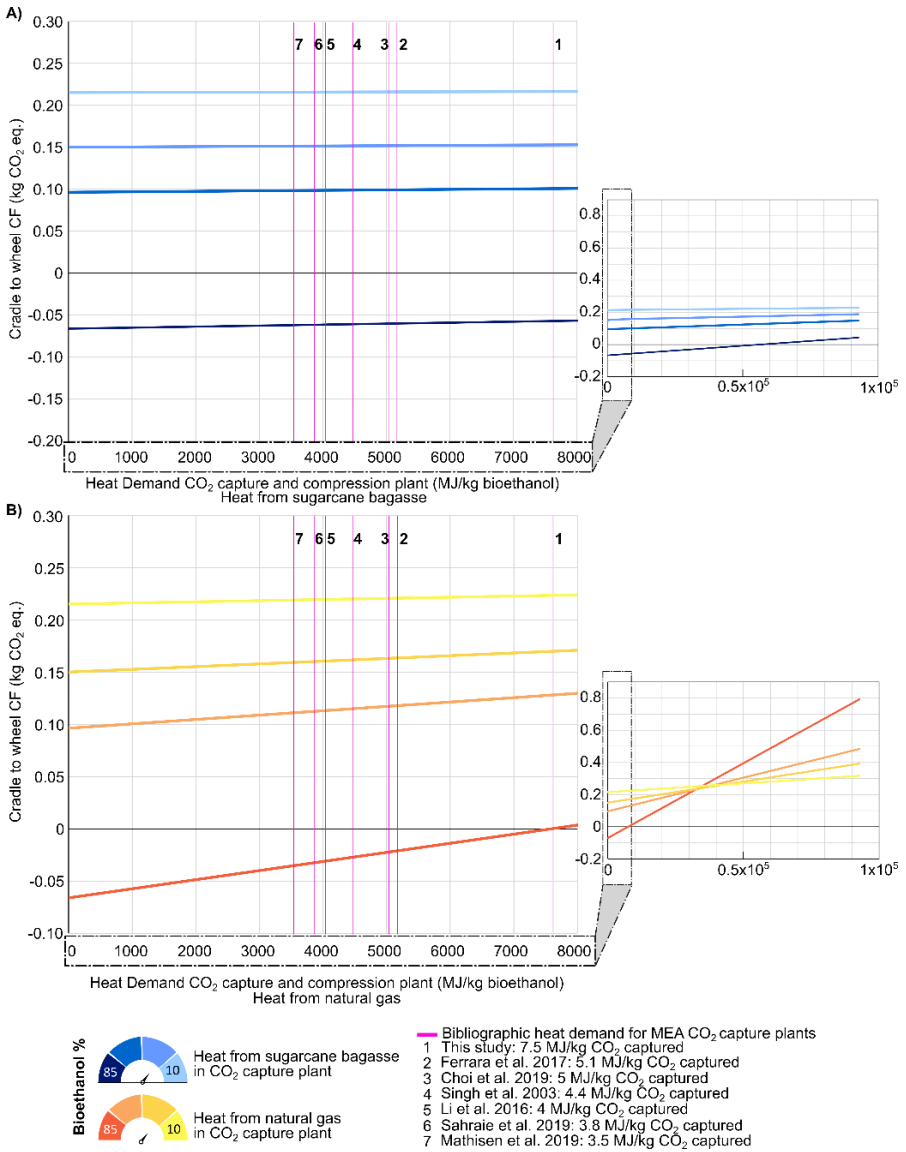 A)
0.30
0.25
0.20
0.15
0.10
0.05
0
-0.05
-0.10
-0.15
-0.20
Cradle to wheel CF (kg CO2 eq.)
7 6 5 4 3 2 1
0 1000 2000 3000 4000 5000 6000 7000 8000
Heat Demand CO2 capture and compression plant (MJ/kg bioethanol)
Heat from sugarcane bagasse
0.8
0.6
0.4
0.2
0
-0.2
0 0.5x10^5 1x10^5
B)
0.30
0.25
0.20
0.15
0.10
0.05
0
-0.05
-0.10
Cradle to wheel CF (kg CO2 eq.)
7 6 5 4 3 2 1
0 1000 2000 3000 4000 5000 6000 7000 8000
Heat Demand CO2 capture and compression plant (MJ/kg bioethanol)
Heat from natural gas
0.8
0.6
0.4
0.2
0
-0.2
0 0.5x10^5 1x10^5
Bioethanol %
85 10
Heat from sugarcane bagasse
in CO2 capture plant
85 10
Heat from natural gas
in CO2 capture plant
Bibliographic heat demand for MEA CO2 capture plants
1 This study: 7.5 MJ/kg CO2 captured
2 Ferrara et al. 2017: 5.1 MJ/kg CO2 captured
3 Choi et al. 2019: 5 MJ/kg CO2 captured
4 Singh et al. 2003: 4.4 MJ/kg CO2 captured
5 Li et al. 2016: 4 MJ/kg CO2 captured
6 Sahraie et al. 2019: 3.8 MJ/kg CO2 captured
7 Mathisen et al. 2019: 3.5 MJ/kg CO2 captured